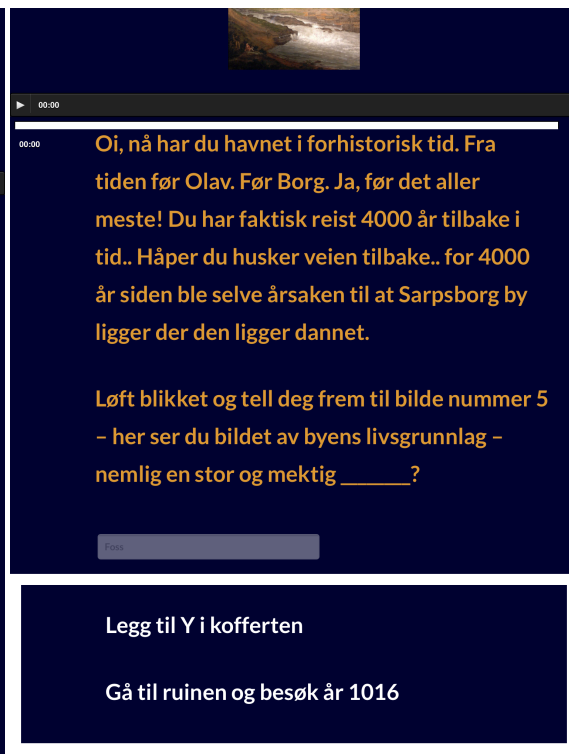 00:00
00:00
Oi, nå har du havnet i forhistorisk tid. Fra
tiden før Olav. Før Borg. Ja, før det aller
meste! Du har faktisk reist 4000 år tilbake i
tid.. Håper du husker veien tilbake.. for 4000
år siden ble selve årsaken til at Sarpsborg by
ligger der den ligger dannet.
Løft blikket og tell deg frem til bilde nummer 5
– her ser du bildet av byens livsgrunnlag –
nemlig en stor og mektig ________?
Foss
Legg til Y i kofferten
Gå til ruinen og besøk år 1016